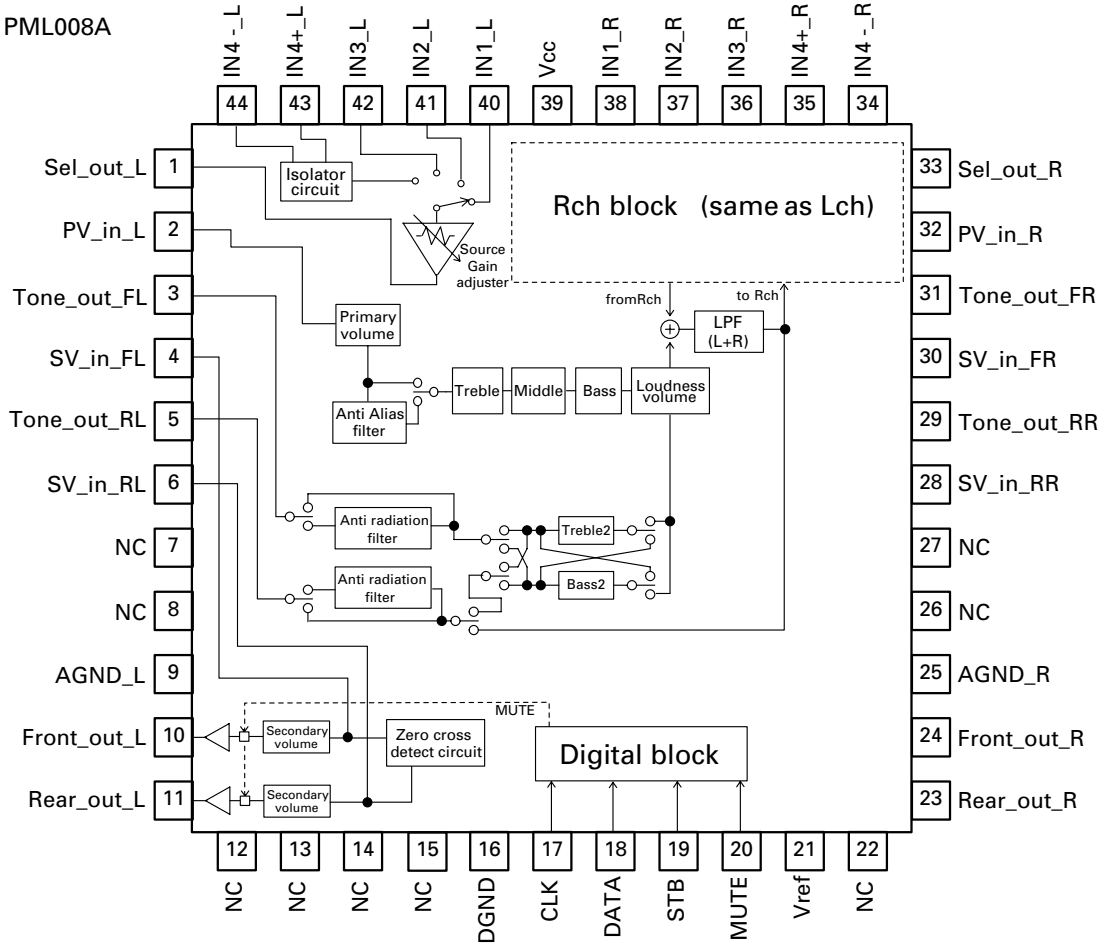 PML008A
IN4 -_L
IN4+_L
IN3_L
IN2_L
IN1_L
Vcc
IN1_R
IN2_R
IN3_R
IN4+_R
IN4 -_R
44
43
42
41
40
39
38
37
36
35
34
Sel_out_L
1
PV_in_L
2
Tone_out_FL
3
SV_in_FL
4
Tone_out_RL
5
SV_in_RL
6
NC
7
NC
8
AGND_L
9
Front_out_L
10
Rear_out_L
11
Isolator
circuit
Source
Gain
adjuster
Rch block (same as Lch)
fromRch
to Rch
LPF
(L+R)
Primary
volume
Anti Alias
filter
Treble
Middle
Bass
Loudness
volume
Anti radiation
filter
Treble2
Anti radiation
filter
Bass2
MUTE
Secondary
volume
Zero cross
detect circuit
Secondary
volume
Digital block
33
Sel_out_R
32
PV_in_R
31
Tone_out_FR
30
SV_in_FR
29
Tone_out_RR
28
SV_in_RR
27
NC
26
NC
25
AGND_R
24
Front_out_R
23
Rear_out_R
12
13
14
15
16
17
18
19
20
21
22
NC
NC
NC
NC
DGND
CLK
DATA
STB
MUTE
Vref
NC